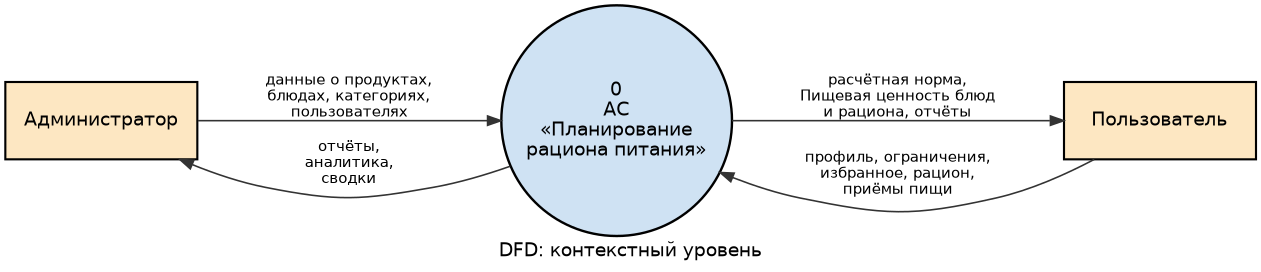 Администратор
данные о продуктах,
блюдах, категориях,
пользователях
отчёты,
аналитика,
сводки
0
АС
«Планирование
рациона питания»
расчётная норма,
Пищевая ценность блюд
и рациона, отчёты
профиль, ограничения,
избранное, рацион,
приёмы пищи
Пользователь
DFD: контекстный уровень